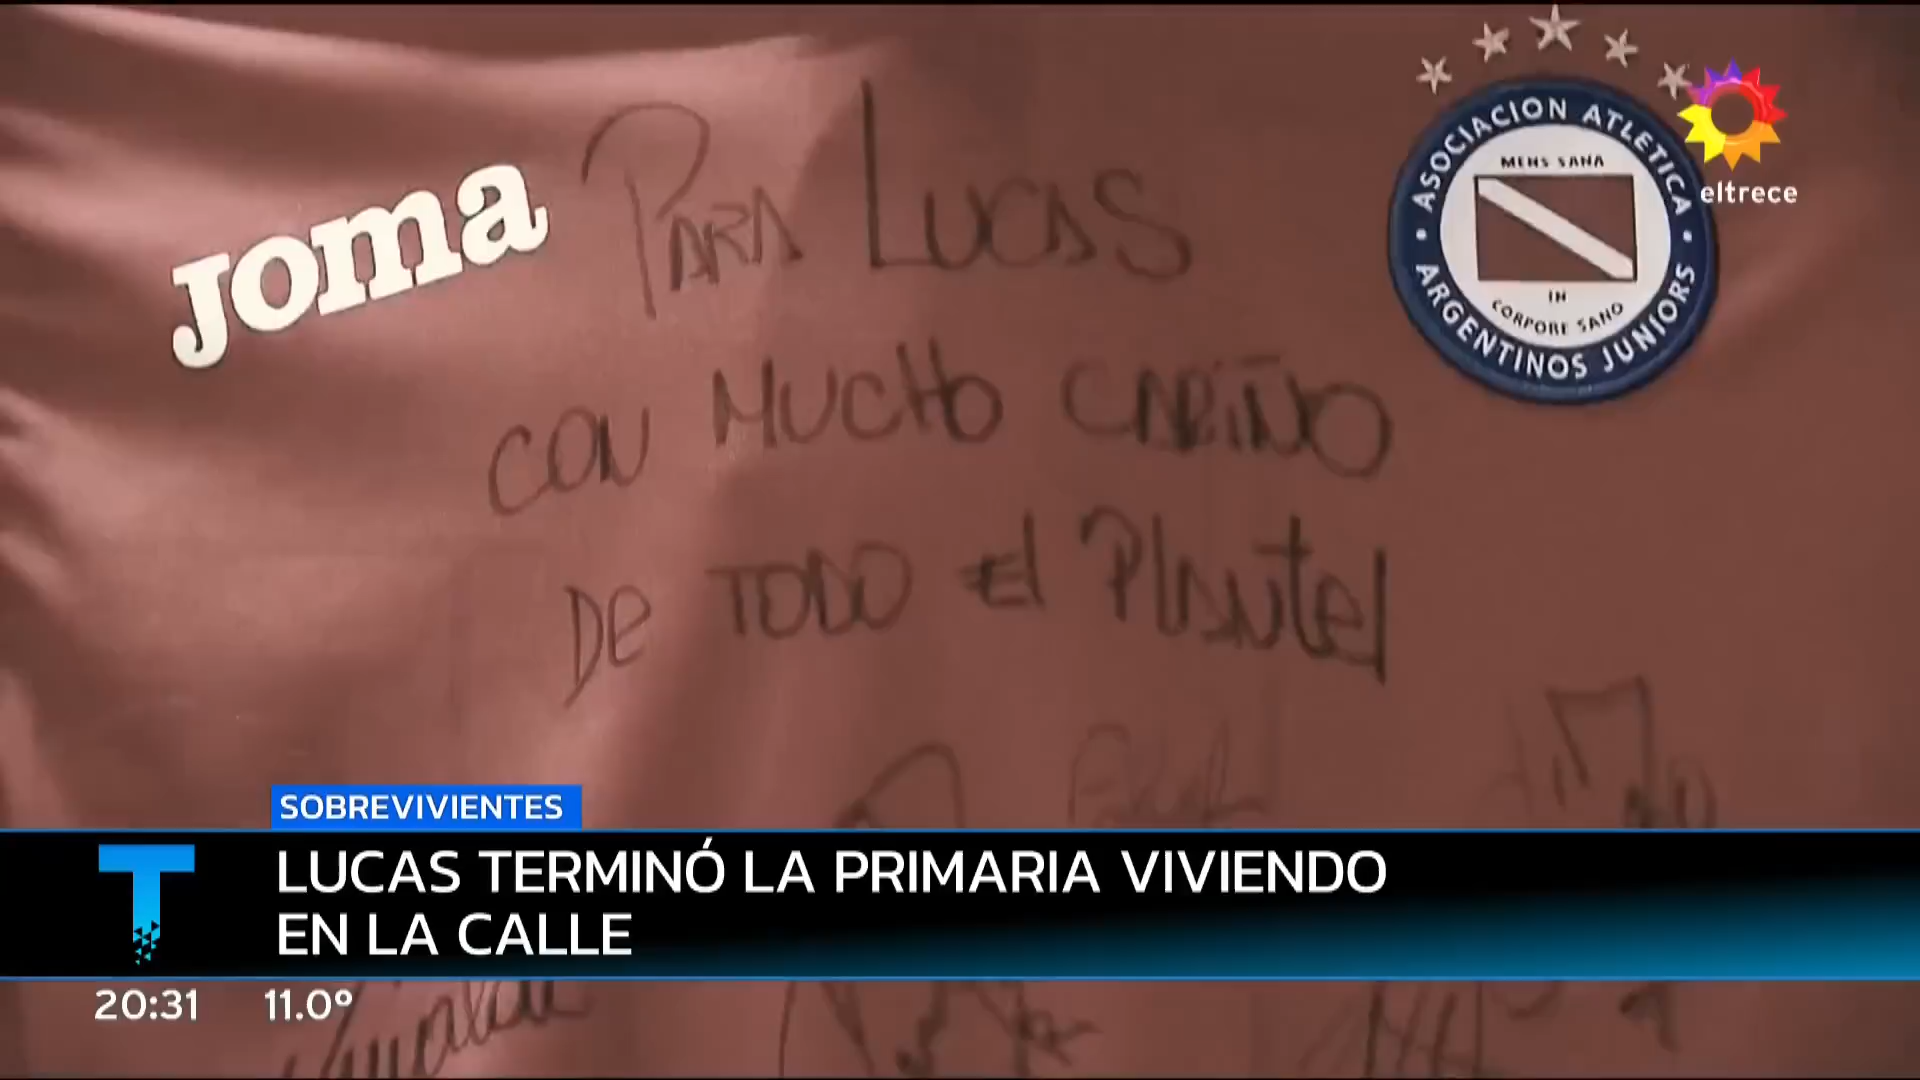 Joma
PARA LUCAS
CON MUCHO CARIÑO
DE TODO El Plantel
ASOCIACION ATLETICA
MENS SANA
IN
CORPORE SANO
ARGENTINOS JUNIORS
eltrece
SOBREVIVIENTES
T
LUCAS TERMINÓ LA PRIMARIA VIVIENDO
EN LA CALLE
20:31 11.0°